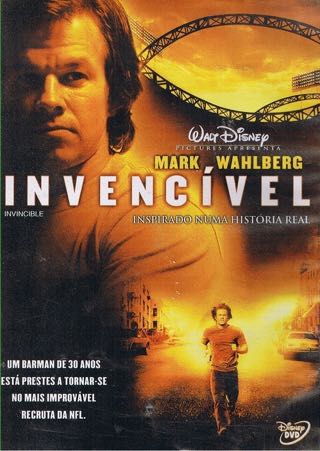 WALT DISNEY
PICTURES APRESENTA
MARK WAHLBERG
INVENCÍVEL
INVINCIBLE
INSPIRADO NUMA HISTÓRIA REAL
UM BARMAN DE 30 ANOS
ESTÁ PRESTES A TORNAR-SE
NO MAIS IMPROVÁVEL
RECRUTA DA NFL.
DISNEY
DVD